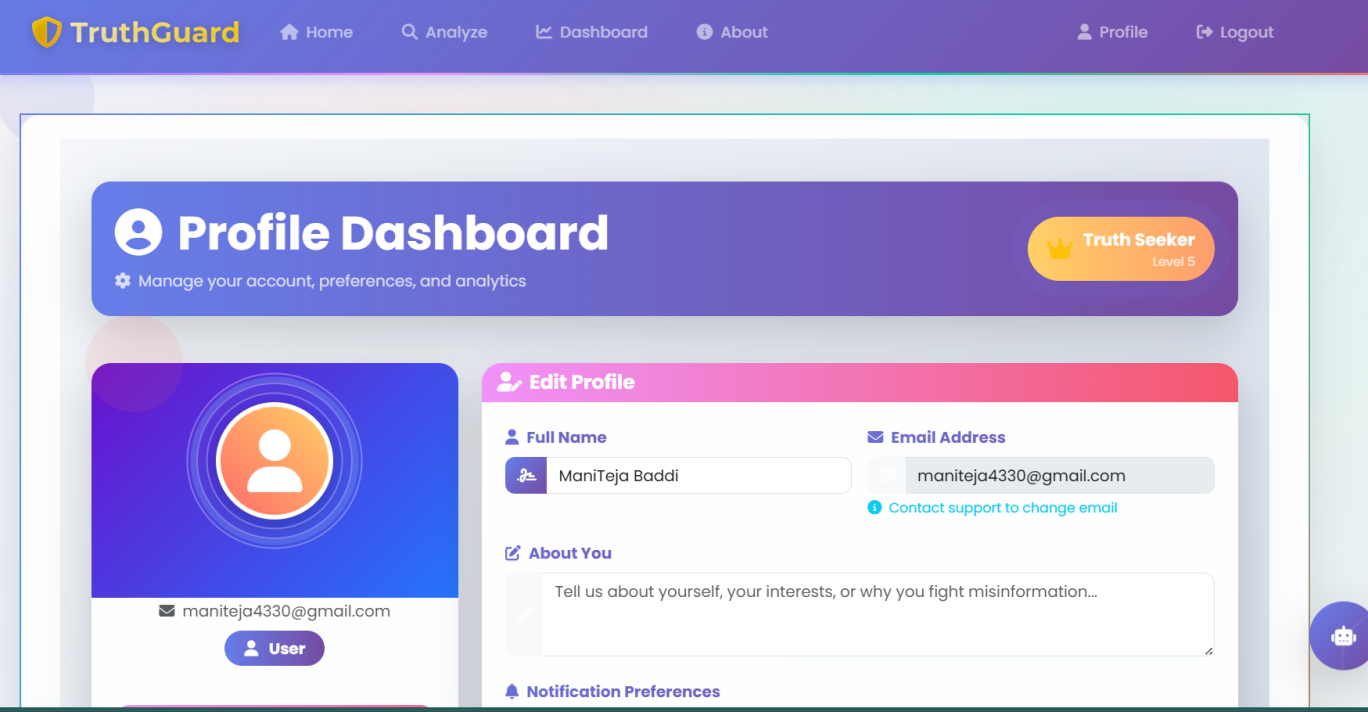 TruthGuard Home Analyze Dashboard About Profile Logout
Profile Dashboard
Manage your account, preferences, and analytics
Truth Seeker
Level 5
maniteja4330@gmail.com
User
Edit Profile
Full Name
ManiTeja Baddi
Email Address
maniteja4330@gmail.com
Contact support to change email
About You
Tell us about yourself, your interests, or why you fight misinformation...
Notification Preferences